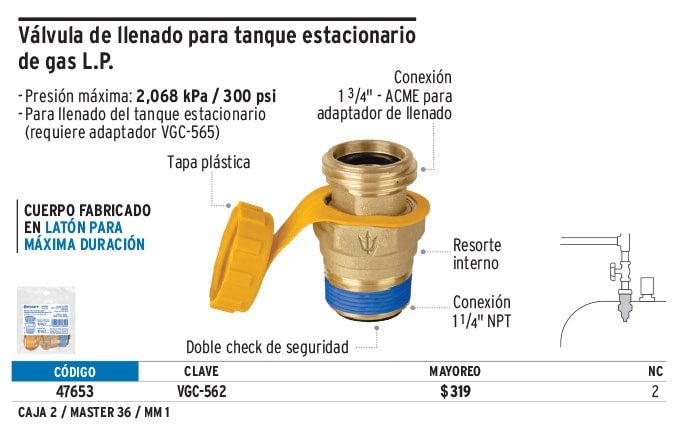 Válvula de llenado para tanque estacionario
de gas L.P.
- Presión máxima: 2,068 kPa / 300 psi
- Para llenado del tanque estacionario
(requiere adaptador VGC-565)
Conexión
1 3/4" - ACME para
adaptador de llenado
Tapa plástica
CUERPO FABRICADO
EN LATÓN PARA
MÁXIMA DURACIÓN
Resorte
interno
Conexión
1 1/4" NPT
Doble check de seguridad
CÓDIGO CLAVE MAYOREO NC
47653 VGC-562 $319 2
CAJA 2 / MASTER 36 / MM 1